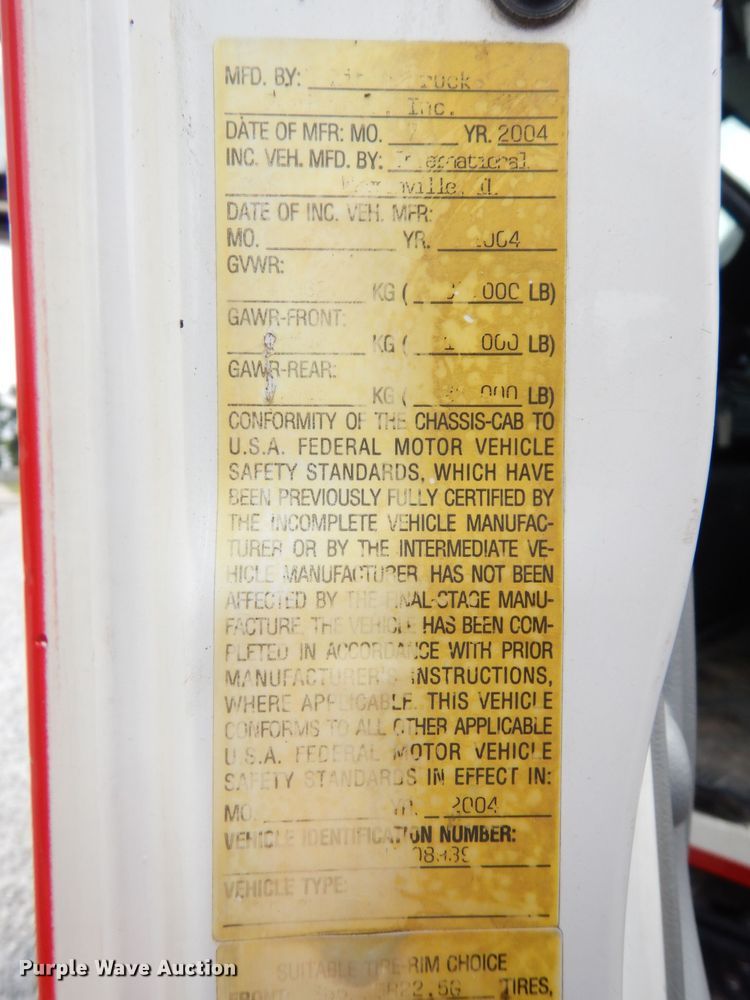 MFD. BY:
Inc.
DATE OF MFR: MO. YR. 2004
INC. VEH. MFD. BY: International
DATE OF INC. VEH. MFR:
MO. YR.
GVWR:
KG ( 000 LB)
GAWR-FRONT:
KG ( 000 LB)
GAWR-REAR:
KG ( 000 LB)
CONFORMITY OF THE CHASSIS-CAB TO
U.S.A. FEDERAL MOTOR VEHICLE
SAFETY STANDARDS, WHICH HAVE
BEEN PREVIOUSLY FULLY CERTIFIED BY
THE INCOMPLETE VEHICLE MANUFAC-
TURER OR BY THE INTERMEDIATE VE-
HICLE MANUFACTURER, HAS NOT BEEN
AFFECTED BY THE FINAL-STAGE MANU-
FACTURE. THE VEHICLE HAS BEEN COM-
PLETED IN ACCORDANCE WITH PRIOR
MANUFACTURER'S INSTRUCTIONS,
WHERE APPLICABLE. THIS VEHICLE
CONFORMS TO ALL OTHER APPLICABLE
U.S.A. FEDERAL MOTOR VEHICLE
SAFETY STANDARDS IN EFFECT IN:
MO. YR. 2004
VEHICLE IDENTIFICATION NUMBER:
VEHICLE TYPE:
SUITABLE TIRE-RIM CHOICE
FRONT: TIRES,
Purple Wave Auction